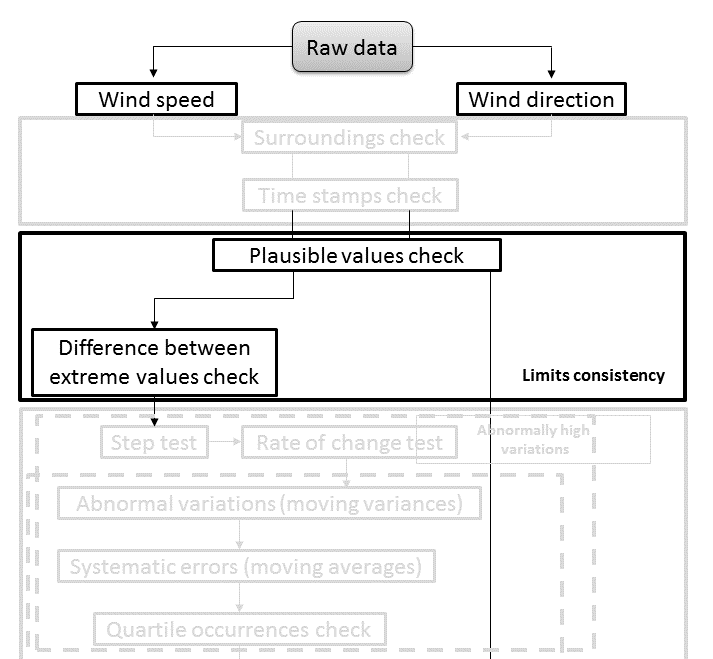 Raw data
Wind speed
Wind direction
Surroundings check
Time stamps check
Plausible values check
Difference between
extreme values check
Limits consistency
Step test
Rate of change test
Abnormally high
variations
Abnormal variations (moving variances)
Systematic errors (moving averages)
Quartile occurrences check